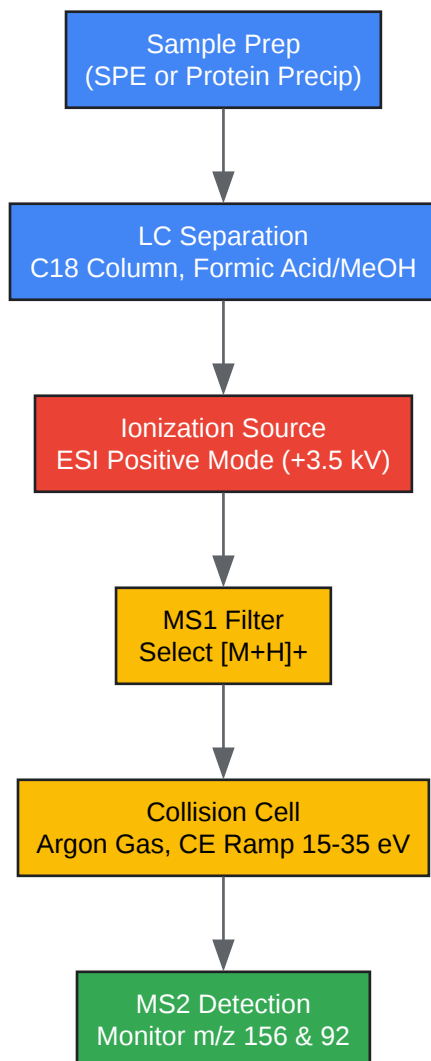 Sample Prep
(SPE or Protein Precip)
LC Separation
C18 Column, Formic Acid/MeOH
Ionization Source
ESI Positive Mode (+3.5 kV)
MS1 Filter
Select [M+H]+
Collision Cell
Argon Gas, CE Ramp 15-35 eV
MS2 Detection
Monitor m/z 156 & 92